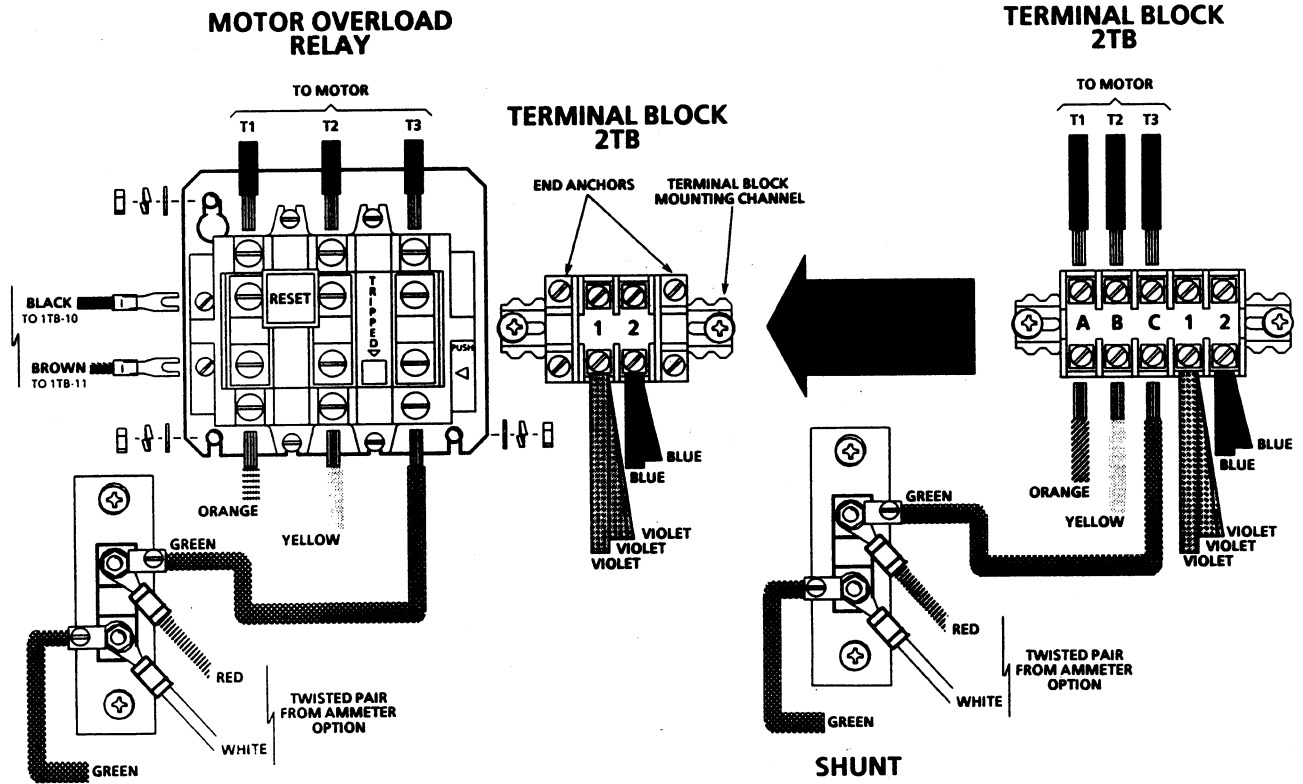 MOTOR OVERLOAD
RELAY
TO MOTOR
T1 T2 T3
BLACK
TO 1TB-10
BROWN
TO 1TB-11
RESET
TRIPPED
PUSH
ORANGE
YELLOW
GREEN
RED
WHITE
TWISTED PAIR
FROM AMMETER
OPTION
GREEN
TERMINAL BLOCK
2TB
END ANCHORS
TERMINAL BLOCK
MOUNTING CHANNEL
1 2
BLUE
BLUE
VIOLET
VIOLET
VIOLET
TERMINAL BLOCK
2TB
TO MOTOR
T1 T2 T3
A B C 1 2
BLUE
BLUE
ORANGE
YELLOW
VIOLET
VIOLET
VIOLET
GREEN
RED
WHITE
TWISTED PAIR
FROM AMMETER
OPTION
GREEN
SHUNT